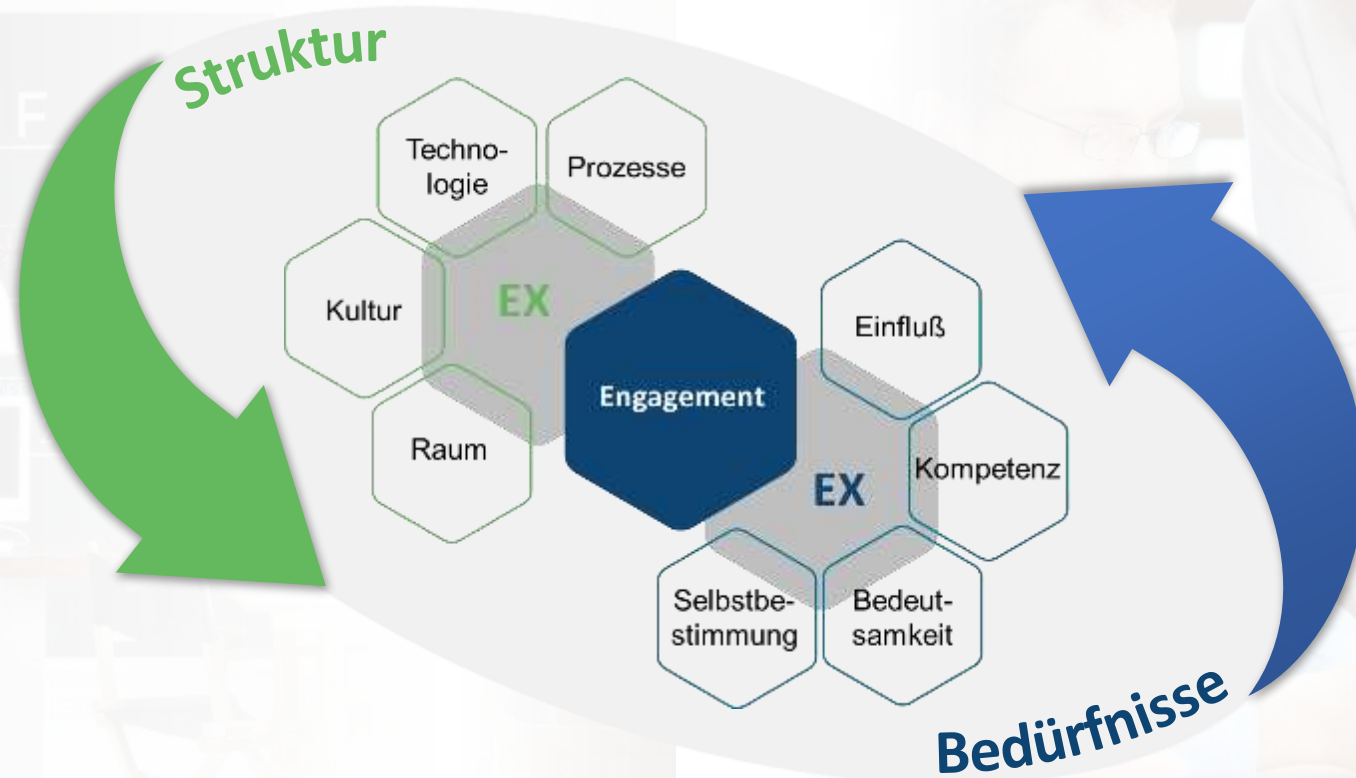 Struktur
Techno-
logie
Prozesse
Kultur
EX
Raum
Engagement
Einfluß
Kompetenz
EX
Selbstbe-
stimmung
Bedeut-
samkeit
Bedürfnisse
F